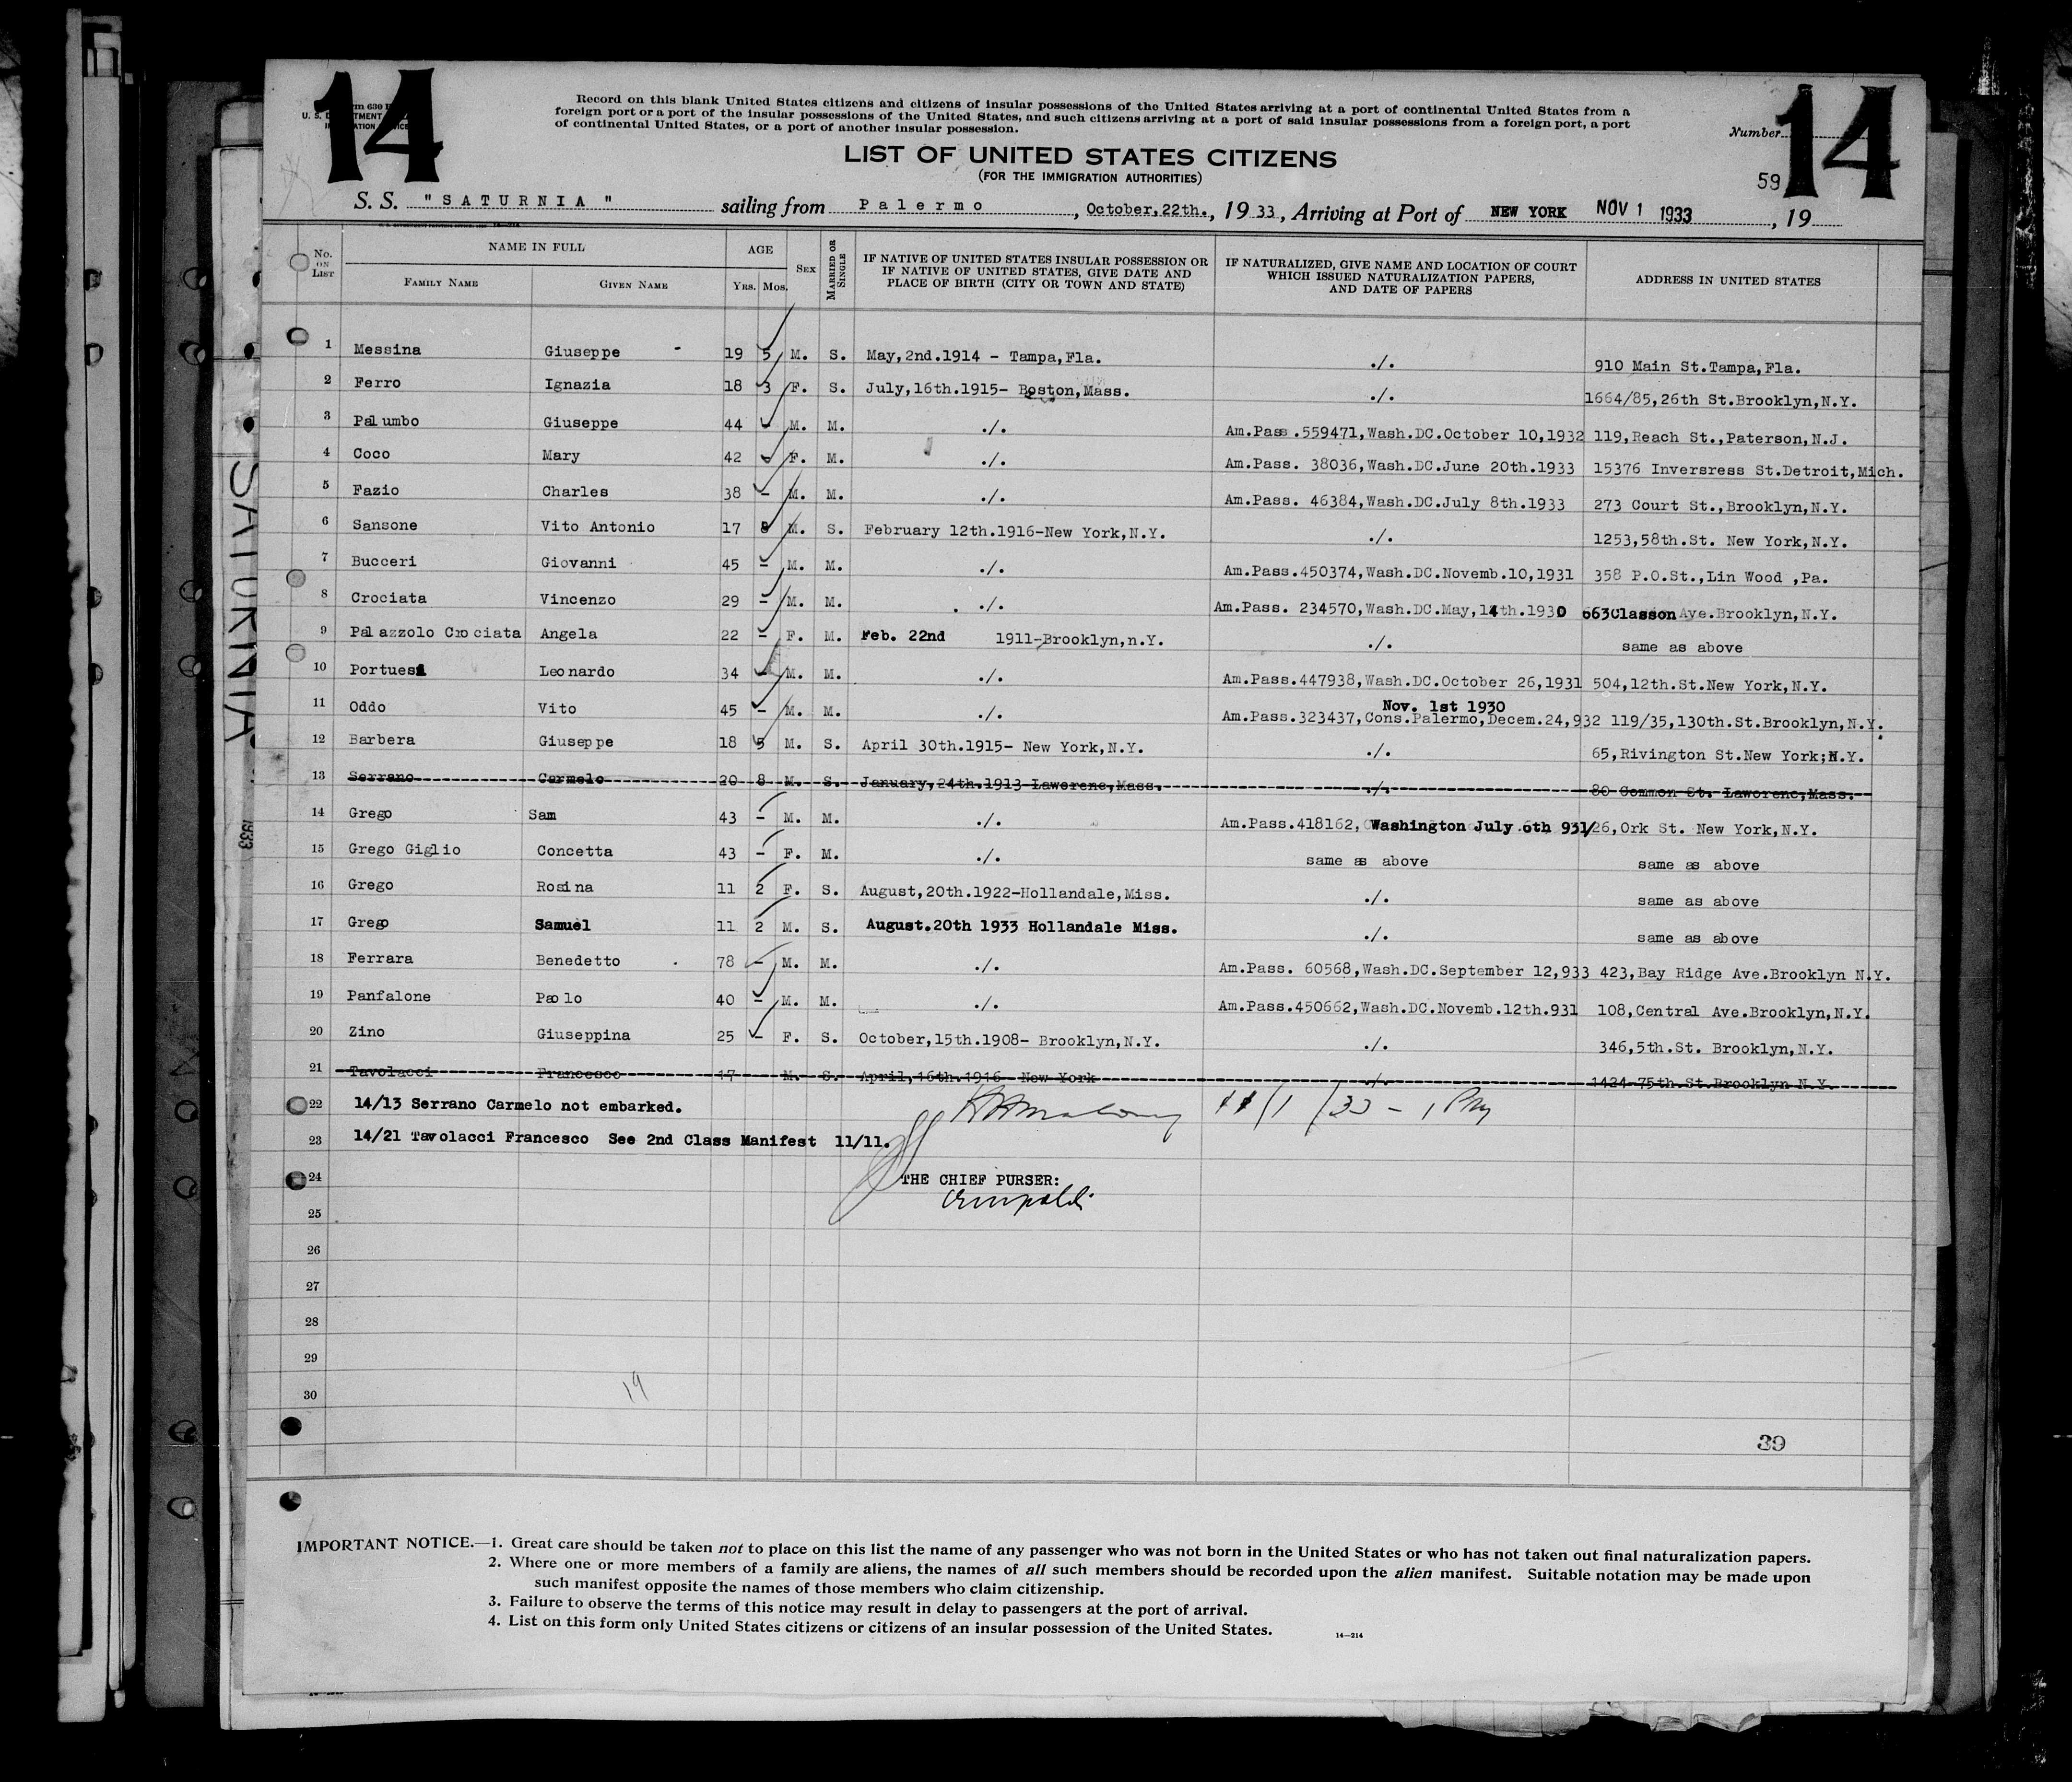 14
Form 630
U. S. DEPARTMENT
IMMIGRATION SERVICE
Record on this blank United States citizens and citizens of insular possessions of the United States arriving at a port of continental United States from a
foreign port or a port of the insular possessions of the United States, and such citizens arriving at a port of said insular possessions from a foreign port, a port
of continental United States, or a port of another insular possession.
Number
14
LIST OF UNITED STATES CITIZENS
(FOR THE IMMIGRATION AUTHORITIES)
59
S. S. "SATURNIA" sailing from Palermo, October,22th., 1933, Arriving at Port of NEW YORK NOV 1 1933, 19
No. ON LIST NAME IN FULL FAMILY NAME GIVEN NAME AGE YRS. MOS. SEX MARRIED OR SINGLE IF NATIVE OF UNITED STATES INSULAR POSSESSION OR IF NATIVE OF UNITED STATES, GIVE DATE AND PLACE OF BIRTH (CITY OR TOWN AND STATE) IF NATURALIZED, GIVE NAME AND LOCATION OF COURT WHICH ISSUED NATURALIZATION PAPERS, AND DATE OF PAPERS ADDRESS IN UNITED STATES
1 Messina Giuseppe - 19 5 M. S. May,2nd.1914 - Tampa,Fla. ./. 910 Main St.Tampa,Fla.
2 Ferro Ignazia 18 3 F. S. July,16th.1915- Boston,Mass. ./. 1664/85,26th St.Brooklyn,N.Y.
3 Palumbo Giuseppe 44 - M. M. ./. Am.Pass.559471,Wash.DC.October 10,1932 119,Reach St.,Paterson,N.J.
4 Coco Mary 42 - F. M. ./. Am.Pass. 38036,Wash.DC.June 20th.1933 15376 Inversress St.Detroit,Mich.
5 Fazio Charles 38 - M. M. ./. Am.Pass. 46384,Wash.DC.July 8th.1933 273 Court St.,Brooklyn,N.Y.
6 Sansone Vito Antonio 17 8 M. S. February 12th.1916-New York,N.Y. ./. 1253,58th.St. New York,N.Y.
7 Bucceri Giovanni 45 - M. M. ./. Am.Pass.450374,Wash.DC.Novemb.10,1931 358 P.O.St.,Lin Wood ,Pa.
8 Crociata Vincenzo 29 - M. M. ./. Am.Pass. 234570,Wash.DC.May,14th.1930 663Classon Ave.Brooklyn,N.Y.
9 Palazzolo Crociata Angela 22 - F. M. Feb. 22nd 1911-Brooklyn,n.Y. ./. same as above
10 Portuesi Leonardo 34 - M. M. ./. Am.Pass.447938,Wash.DC.October 26,1931 504,12th.St.New York,N.Y.
Nov. 1st 1930
11 Oddo Vito 45 - M. M. ./. Am.Pass.323437,Cons.Palermo,Decem.24,932 119/35,130th.St.Brooklyn,N.Y.
12 Barbera Giuseppe 18 5 M. S. April 30th.1915- New York,N.Y. ./. 65,Rivington St.New York;N.Y.
13 Serrano Carmelo 20 8 M. S. January,24th.1913 Laworenc,Mass. ./. 80 Common St. Laworenc,Mass.
14 Grego Sam 43 - M. M. ./. Am.Pass.418162, Washington July 6th 931/ 26,Ork St. New York,N.Y.
15 Grego Giglio Concetta 43 - F. M. ./. same as above same as above
16 Grego Rosina 11 2 F. S. August,20th.1922-Hollandale,Miss. ./. same as above
17 Grego Samuel 11 2 M. S. August.20th 1933 Hollandale Miss. ./. same as above
18 Ferrara Benedetto 78 - M. M. ./. Am.Pass. 60568,Wash.DC.September 12,933 423,Bay Ridge Ave.Brooklyn N.Y.
19 Panfalone Paolo 40 - M. M. ./. Am.Pass.450662,Wash.DC.Novemb.12th.931 108,Central Ave.Brooklyn,N.Y.
20 Zino Giuseppina 25 - F. S. October,15th.1908- Brooklyn,N.Y. ./. 346,5th.St. Brooklyn,N.Y.
21 Tavolacci Francesco 17 M. S. April,16th.1916 New York ./. 1424 75th.St.Brooklyn N.Y.
22 14/13 Serrano Carmelo not embarked. 11/1/33 - 1 PM
23 14/21 Tavolacci Francesco See 2nd Class Manifest 11/11.
24 THE CHIEF PURSER:
25
26
27
28
29
30
19
39
SATURNIA
1933
IMPORTANT NOTICE.—1. Great care should be taken not to place on this list the name of any passenger who was not born in the United States or who has not taken out final naturalization papers.
2. Where one or more members of a family are aliens, the names of all such members should be recorded upon the alien manifest. Suitable notation may be made upon
such manifest opposite the names of those members who claim citizenship.
3. Failure to observe the terms of this notice may result in delay to passengers at the port of arrival.
4. List on this form only United States citizens or citizens of an insular possession of the United States.
14—214